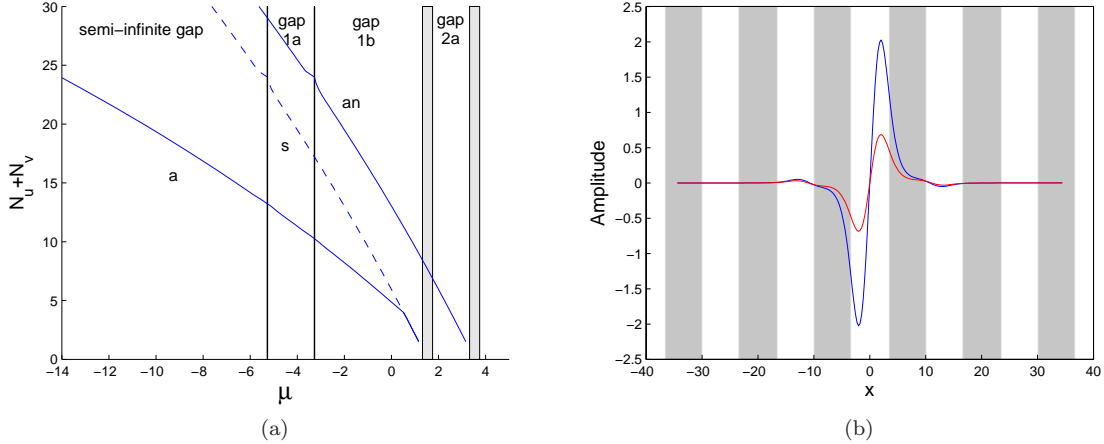 semi-infinite gap
gap
1a
gap
1b
gap
2a
a
s
an
N_u+N_v
30
25
20
15
10
5
0
-14
-12
-10
-8
-6
-4
-2
0
2
4
μ
(a)
Amplitude
2.5
2
1.5
1
0.5
0
-0.5
-1
-1.5
-2
-2.5
-40
-30
-20
-10
0
10
20
30
40
x
(b)